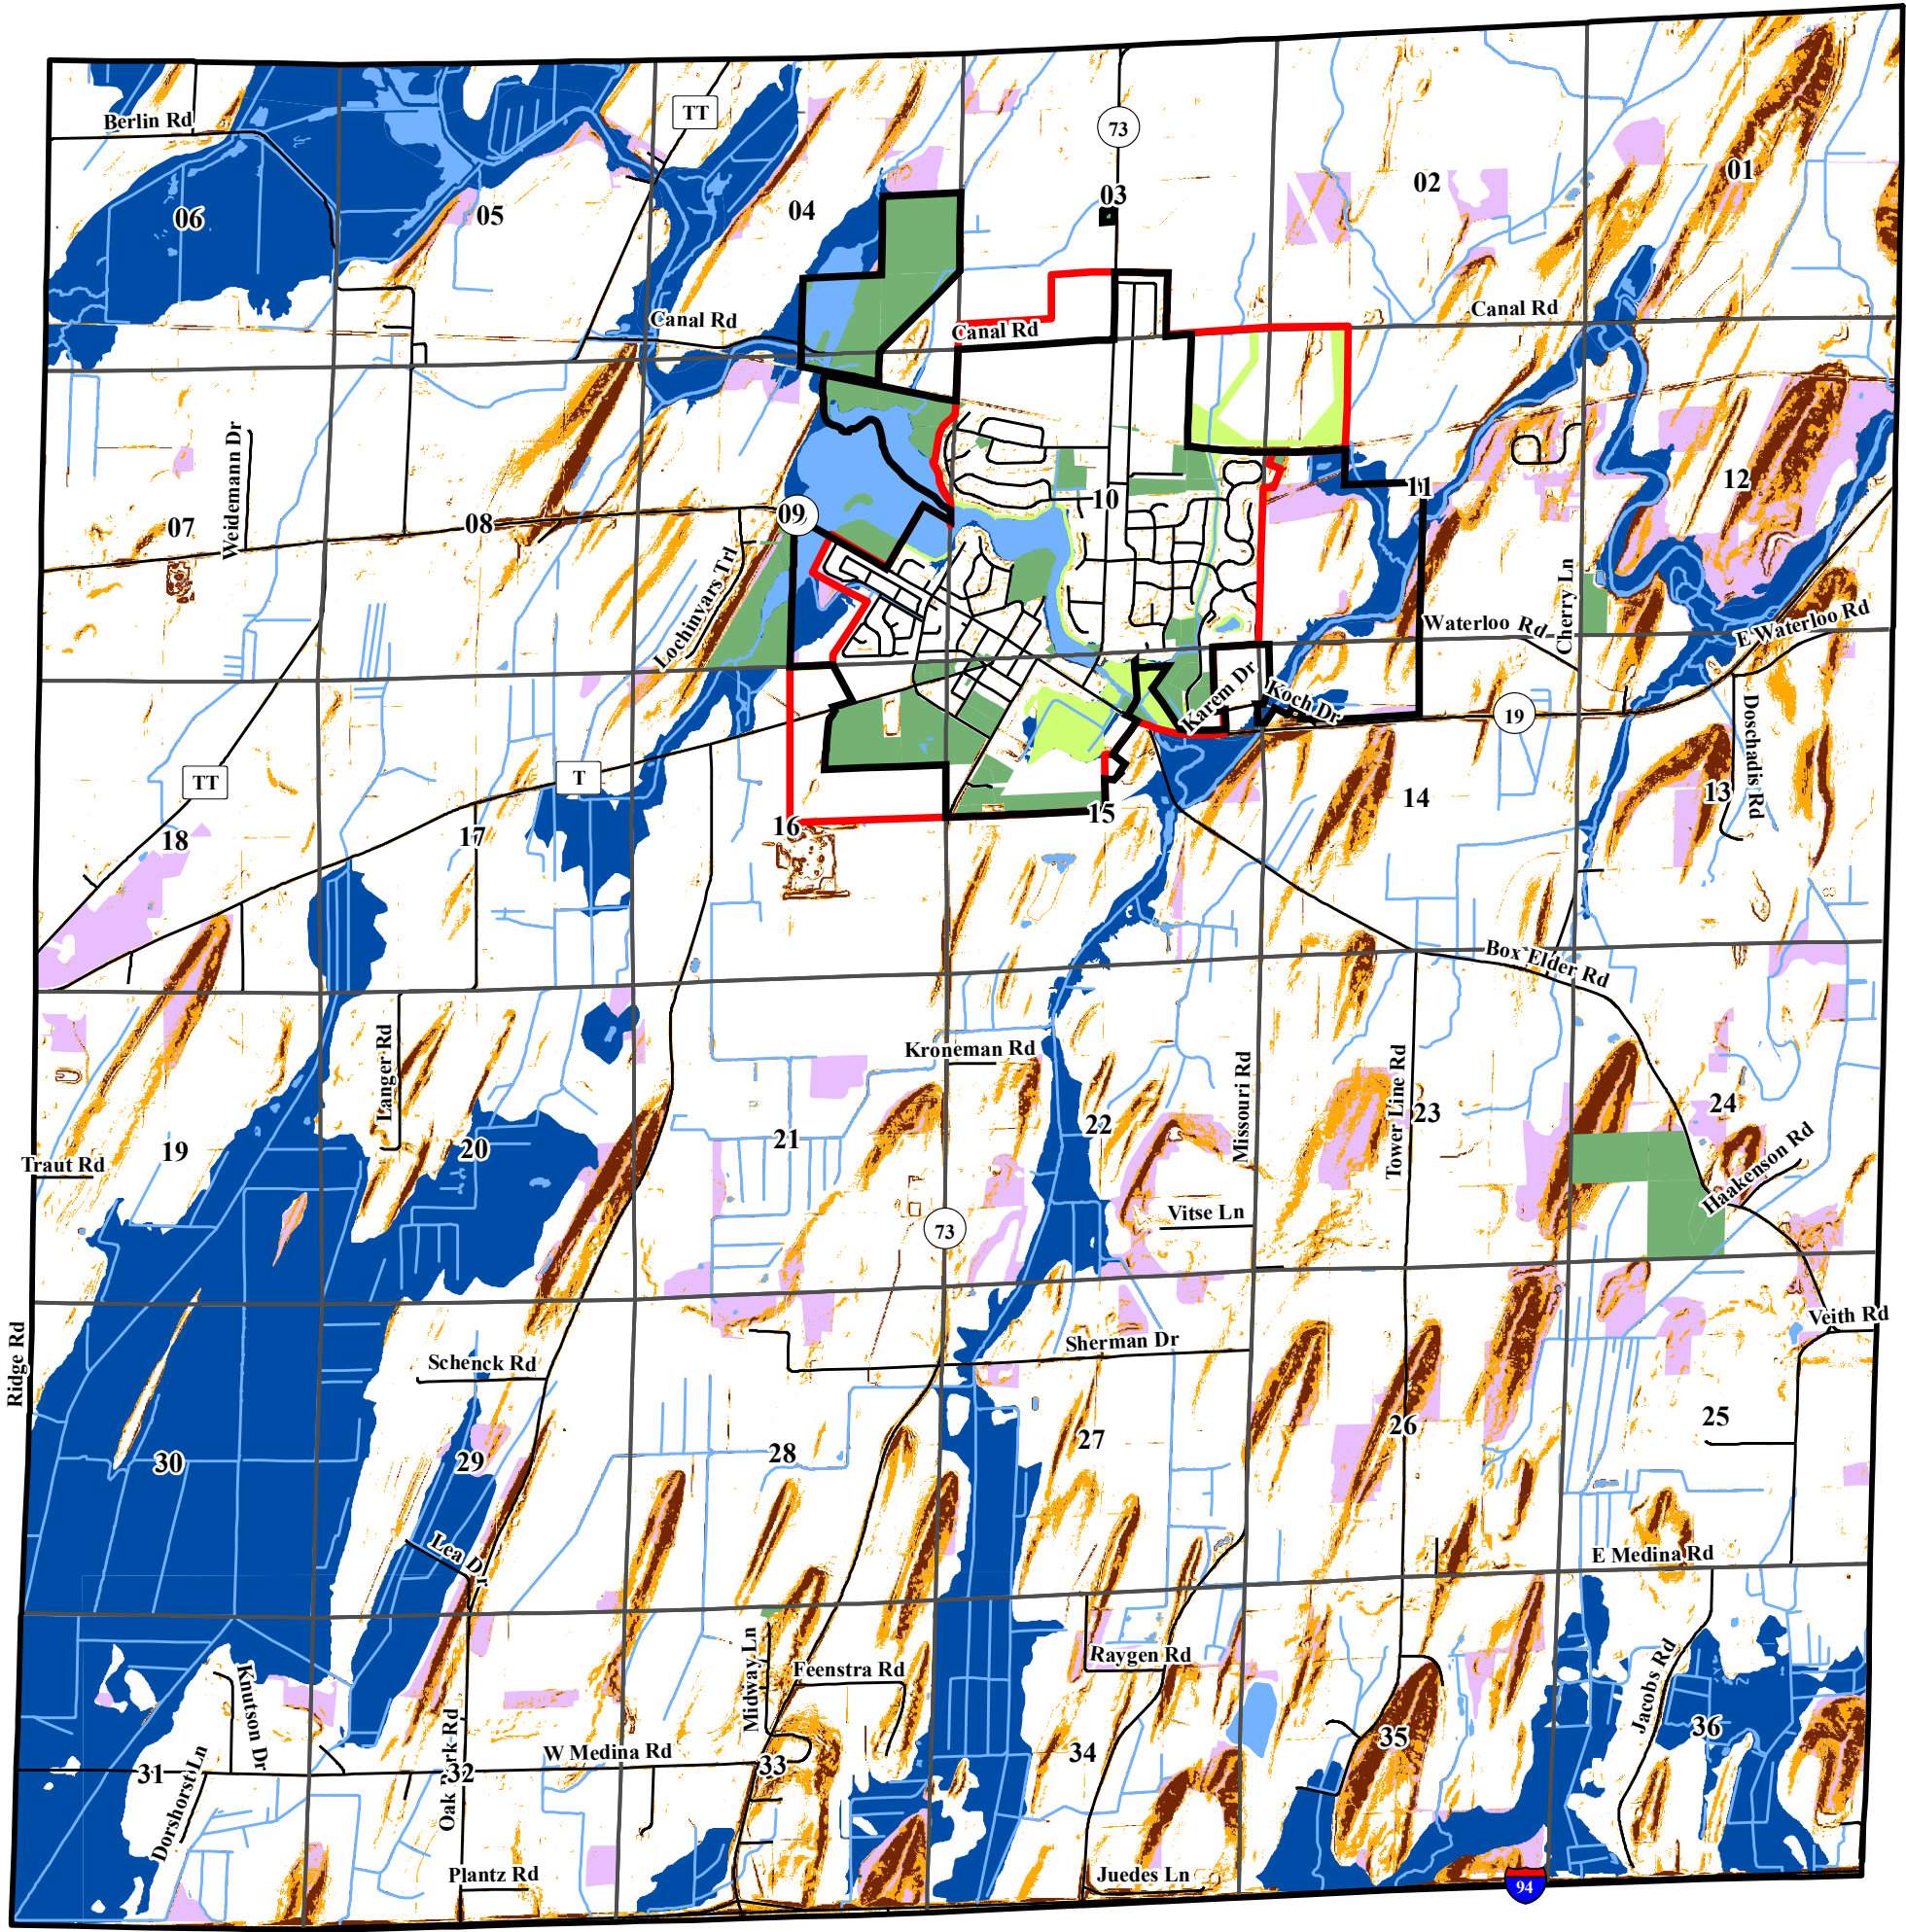 TT
Berlin Rd
73
01
02
03
04
05
06
Canal Rd
Canal Rd
Canal Rd
Weidemann Dr
07
08
09
10
11
12
Lochinvars Trl
Cherry Ln
Waterloo Rd
E Waterloo Rd
Karem Dr
Koch Dr
19
Doschadis Rd
TT
T
18
17
16
15
14
13
Box Elder Rd
Langer Rd
Kroneman Rd
Missouri Rd
Tower Line Rd
Traut Rd
19
20
21
22
23
24
Haakenson Rd
Vitse Ln
73
Ridge Rd
Schenck Rd
Sherman Dr
Veith Rd
30
29
28
27
26
25
Lea Dr
E Medina Rd
Knutson Dr
Midway Ln
Feenstra Rd
Raygen Rd
Jacobs Rd
Dorshorst Ln
Oak Park Rd
W Medina Rd
31
32
33
34
35
36
Plantz Rd
Juedes Ln
94